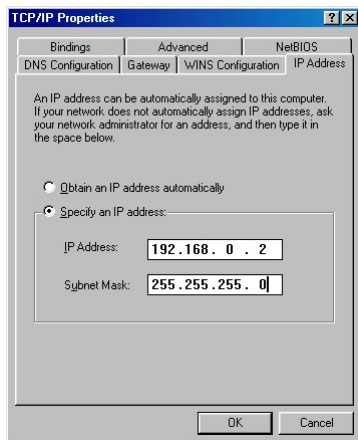 TCP/IP Properties
Bindings Advanced NetBIOS
DNS Configuration Gateway WINS Configuration IP Address
An IP address can be automatically assigned to this computer.
If your network does not automatically assign IP addresses, ask
your network administrator for an address, and then type it in
the space below.
Obtain an IP address automatically
Specify an IP address:
IP Address: 192.168. 0 . 2
Subnet Mask: 255.255.255. 0
OK Cancel